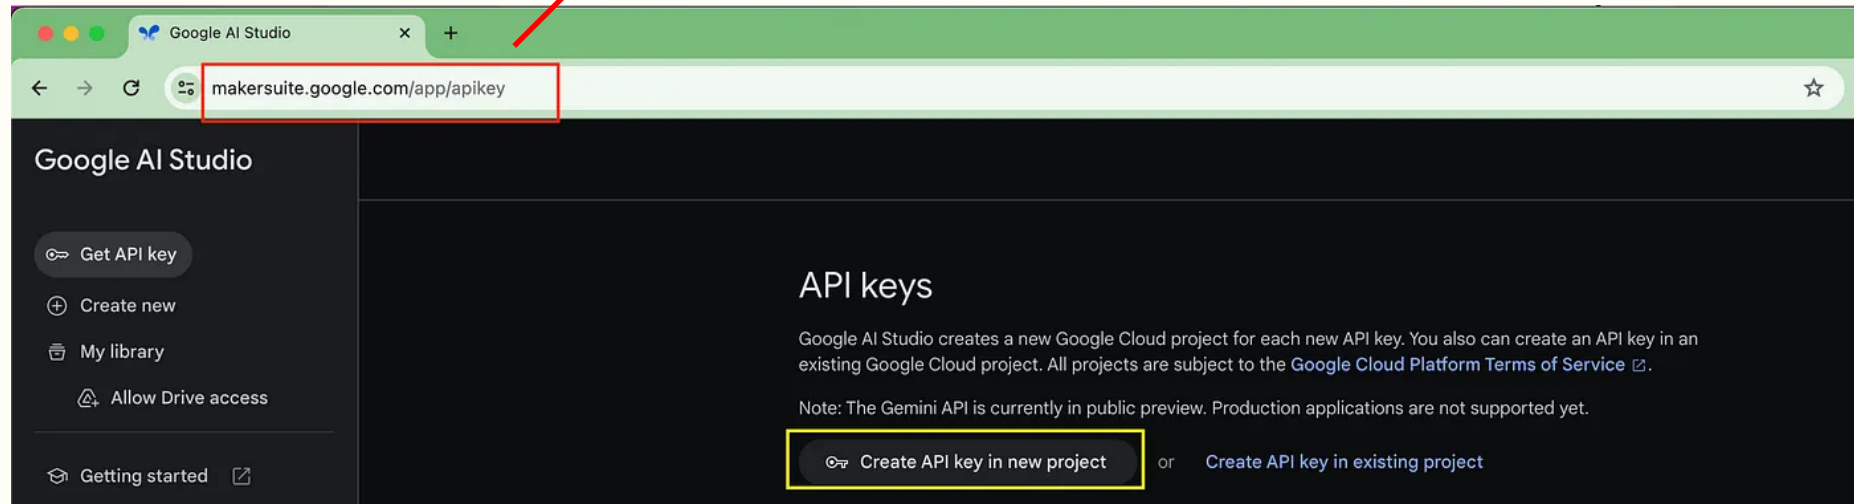 Google AI Studio
makersuite.google.com/app/apikey
Google AI Studio
Get API key
Create new
My library
Allow Drive access
Getting started
API keys
Google AI Studio creates a new Google Cloud project for each new API key. You also can create an API key in an
existing Google Cloud project. All projects are subject to the Google Cloud Platform Terms of Service.
Note: The Gemini API is currently in public preview. Production applications are not supported yet.
Create API key in new project or Create API key in existing project